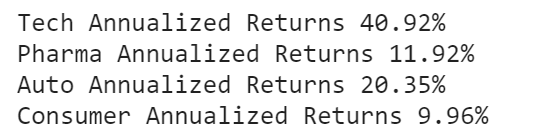 Tech Annualized Returns 40.92%
Pharma Annualized Returns 11.92%
Auto Annualized Returns 20.35%
Consumer Annualized Returns 9.96%